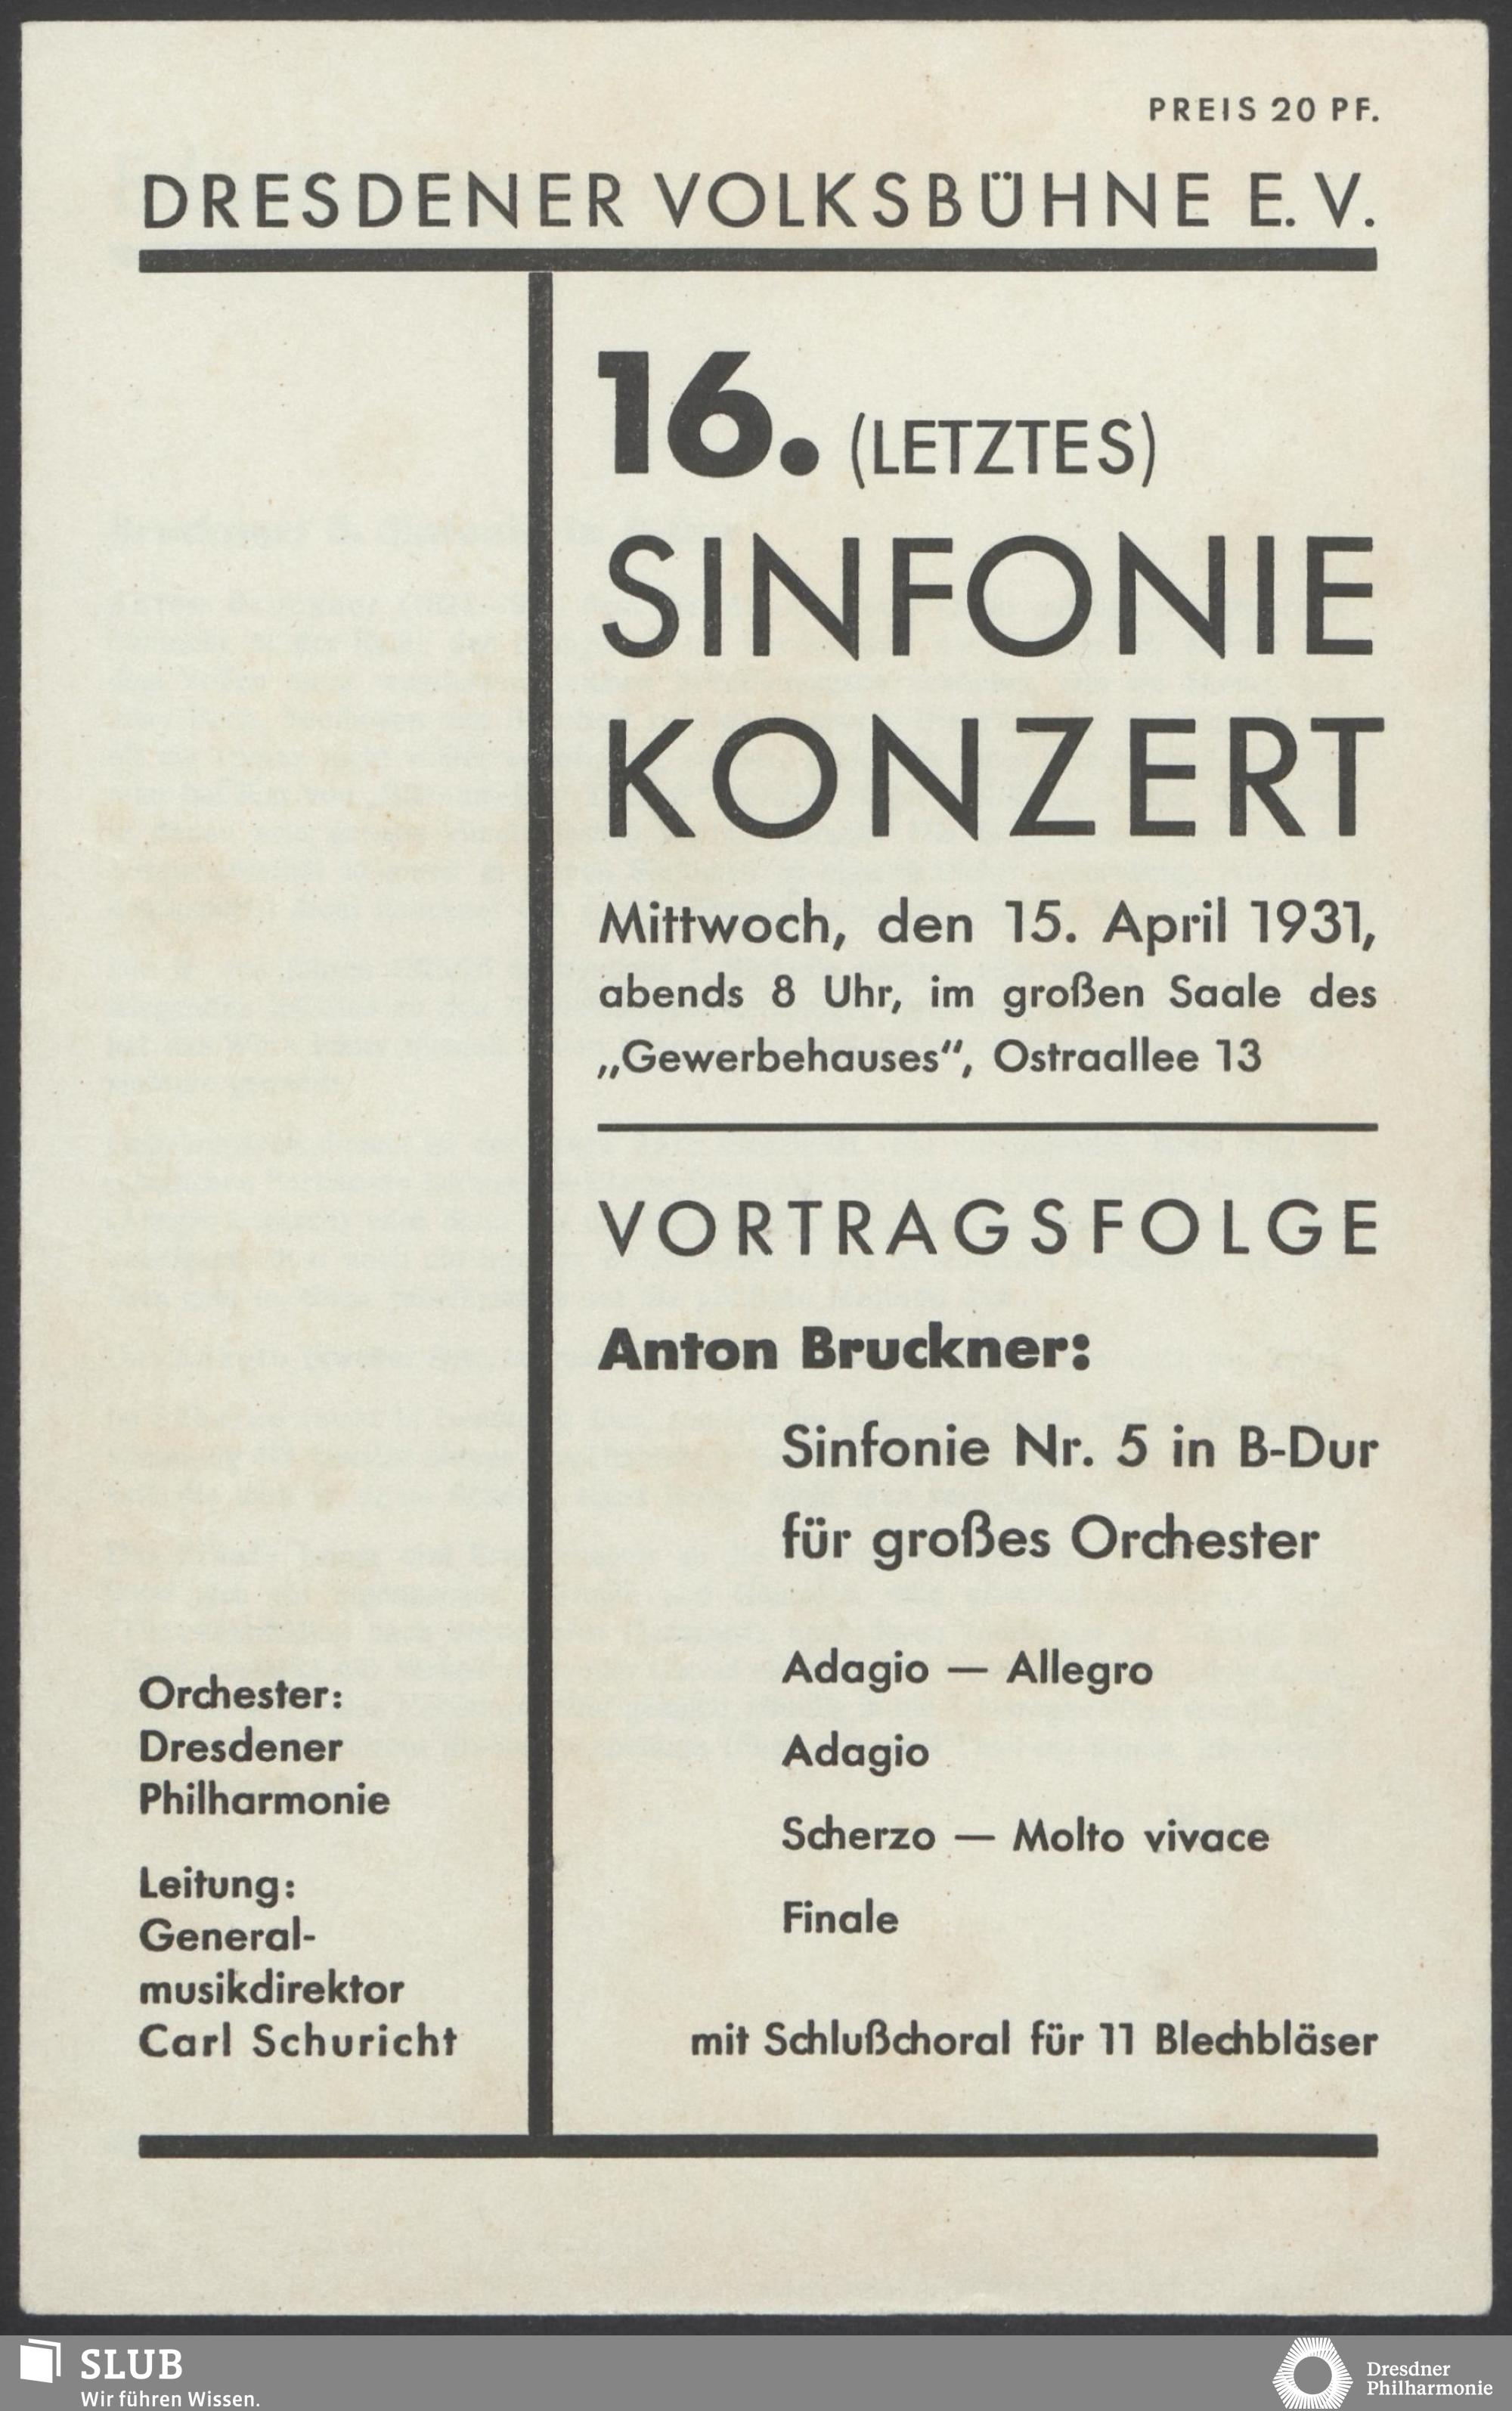 PREIS 20 PF.
DRESDENER VOLKSBÜHNE E. V.
16. (LETZTES)
SINFONIE
KONZERT
Mittwoch, den 15. April 1931,
abends 8 Uhr, im großen Saale des
„Gewerbehauses“, Ostraallee 13
VORTRAGSFOLGE
Anton Bruckner:
Sinfonie Nr. 5 in B-Dur
für großes Orchester
Adagio — Allegro
Adagio
Scherzo — Molto vivace
Finale
mit Schlußchoral für 11 Blechbläser
Orchester:
Dresdener
Philharmonie
Leitung:
General-
musikdirektor
Carl Schuricht
SLUB
Wir führen Wissen.
Dresdner
Philharmonie